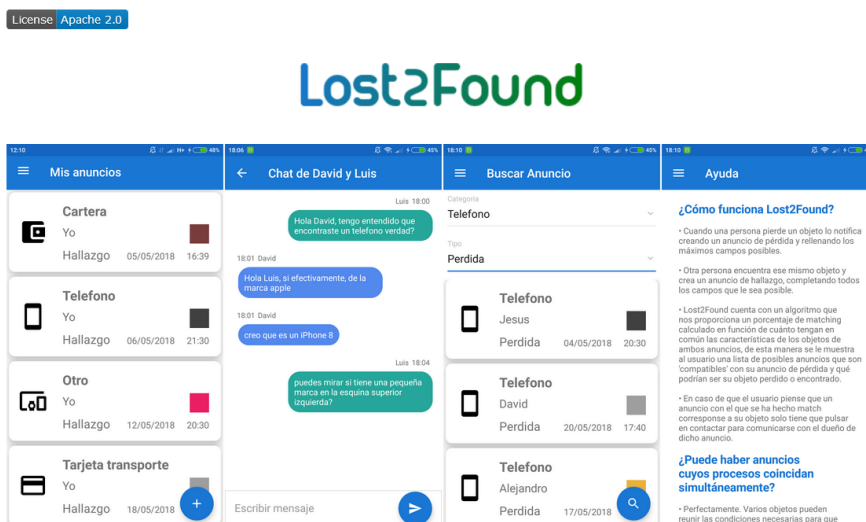 License Apache 2.0
Lost2Found
12:10 H+ 48%
Mis anuncios
Cartera
Yo
Hallazgo 05/05/2018 16:39
Telefono
Yo
Hallazgo 06/05/2018 21:30
Otro
Yo
Hallazgo 12/05/2018 20:30
Tarjeta transporte
Yo
Hallazgo 18/05/2018
18:06 45%
Chat de David y Luis
Luis 18:00
Hola David, tengo entendido que
encontraste un telefono verdad?
18:01 David
Hola Luis, si efectivamente, de la
marca apple
18:01 David
creo que es un iPhone 8
Luis 18:04
puedes mirar si tiene una pequeña
marca en la esquina superior
izquierda?
Escribir mensaje
18:10 45%
Buscar Anuncio
Categoria
Telefono
Tipo
Perdida
Telefono
Jesus
Perdida 04/05/2018 20:30
Telefono
David
Perdida 20/05/2018 17:40
Telefono
Alejandro
Perdida 17/05/2018
18:10
Ayuda
¿Cómo funciona Lost2Found?
• Cuando una persona pierde un objeto lo notifica
creando un anuncio de pérdida y rellenando los
máximos campos posibles.
• Otra persona encuentra ese mismo objeto y
crea un anuncio de hallazgo, completando todos
los campos que le sea posible.
• Lost2Found cuenta con un algoritmo que
nos proporciona un porcentaje de matching
calculado en función de cuánto tengan en
común las características de los objetos de
ambos anuncios, de esta manera se le muestra
al usuario una lista de posibles anuncios que son
'compatibles' con su anuncio de pérdida y qué
podrían ser su objeto perdido o encontrado.
• En caso de que el usuario piense que un
anuncio con el que se ha hecho match
corresponde a su objeto solo tiene que pulsar
en contactar para comunicarse con el dueño de
dicho anuncio.
¿Puede haber anuncios
cuyos procesos coincidan
simultáneamente?
• Perfectamente. Varios objetos pueden
reunir las condiciones necesarias para que